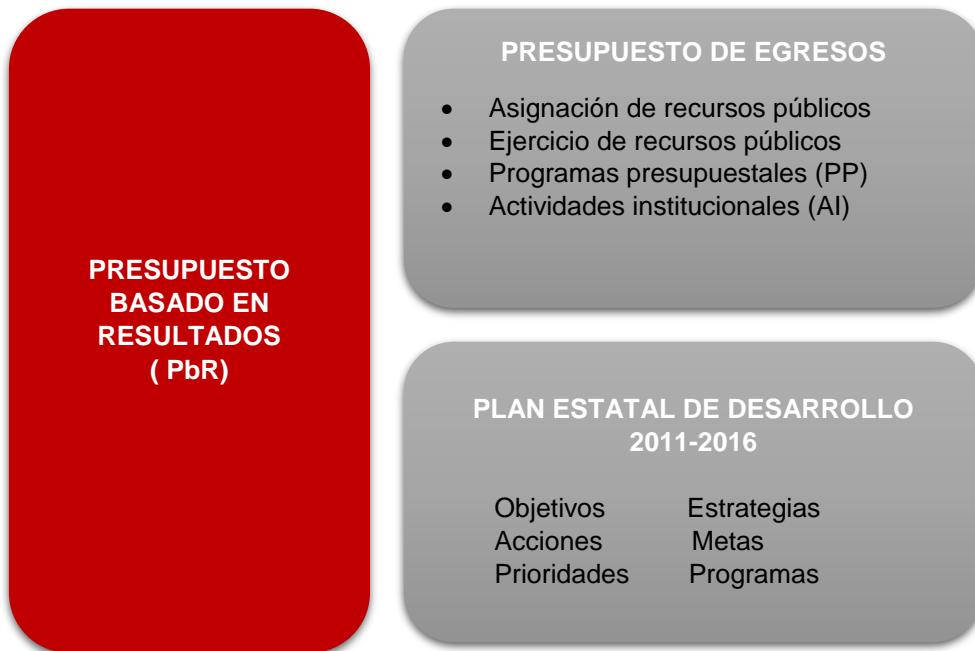 PRESUPUESTO
BASADO EN
RESULTADOS
( PbR)
PRESUPUESTO DE EGRESOS
• Asignación de recursos públicos
• Ejercicio de recursos públicos
• Programas presupuestales (PP)
• Actividades institucionales (AI)
PLAN ESTATAL DE DESARROLLO
2011-2016
Objetivos Estrategias
Acciones Metas
Prioridades Programas